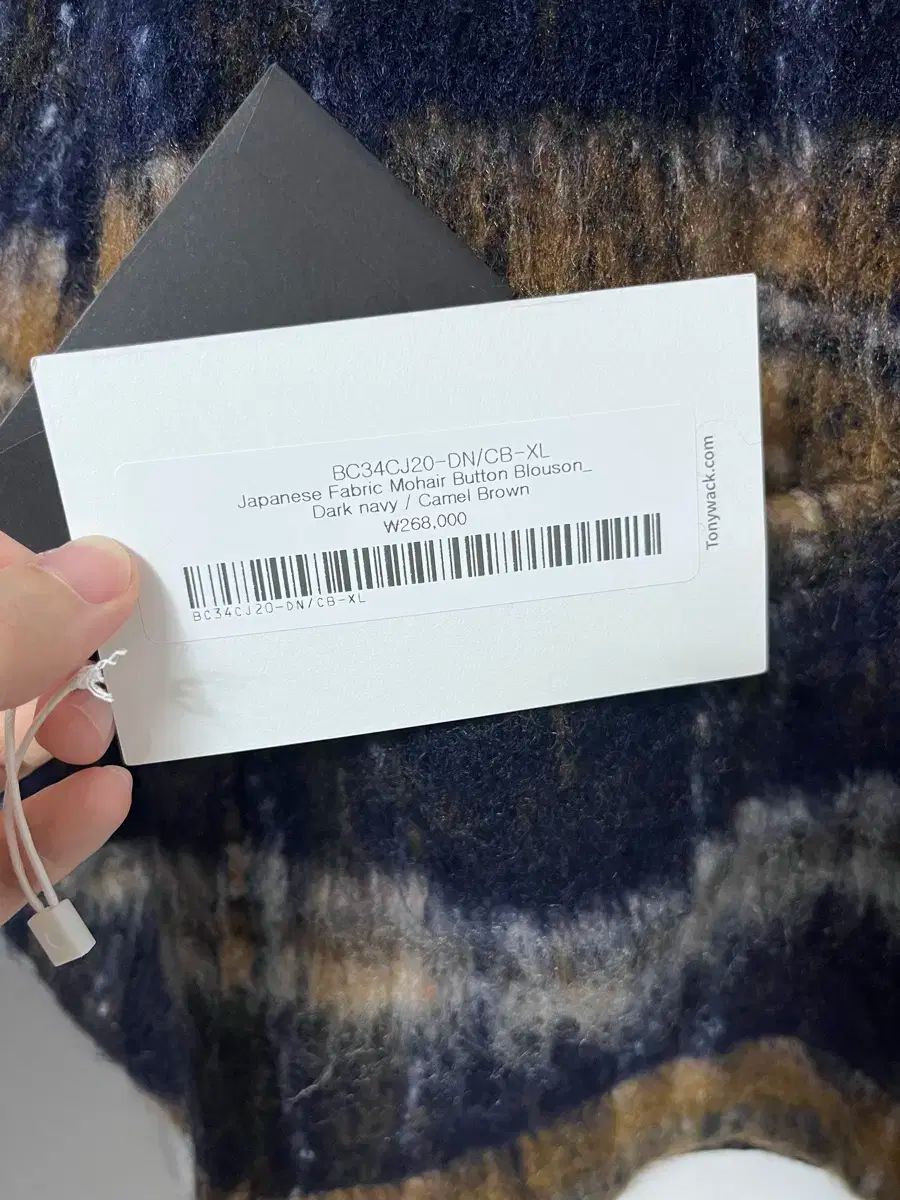 BC34CJ20-DN/CB-XL
Japanese Fabric Mohair Button Blouson_
Dark navy / Camel Brown
₩268,000
BC34CJ20-DN/CB-XL
Tonywack.com